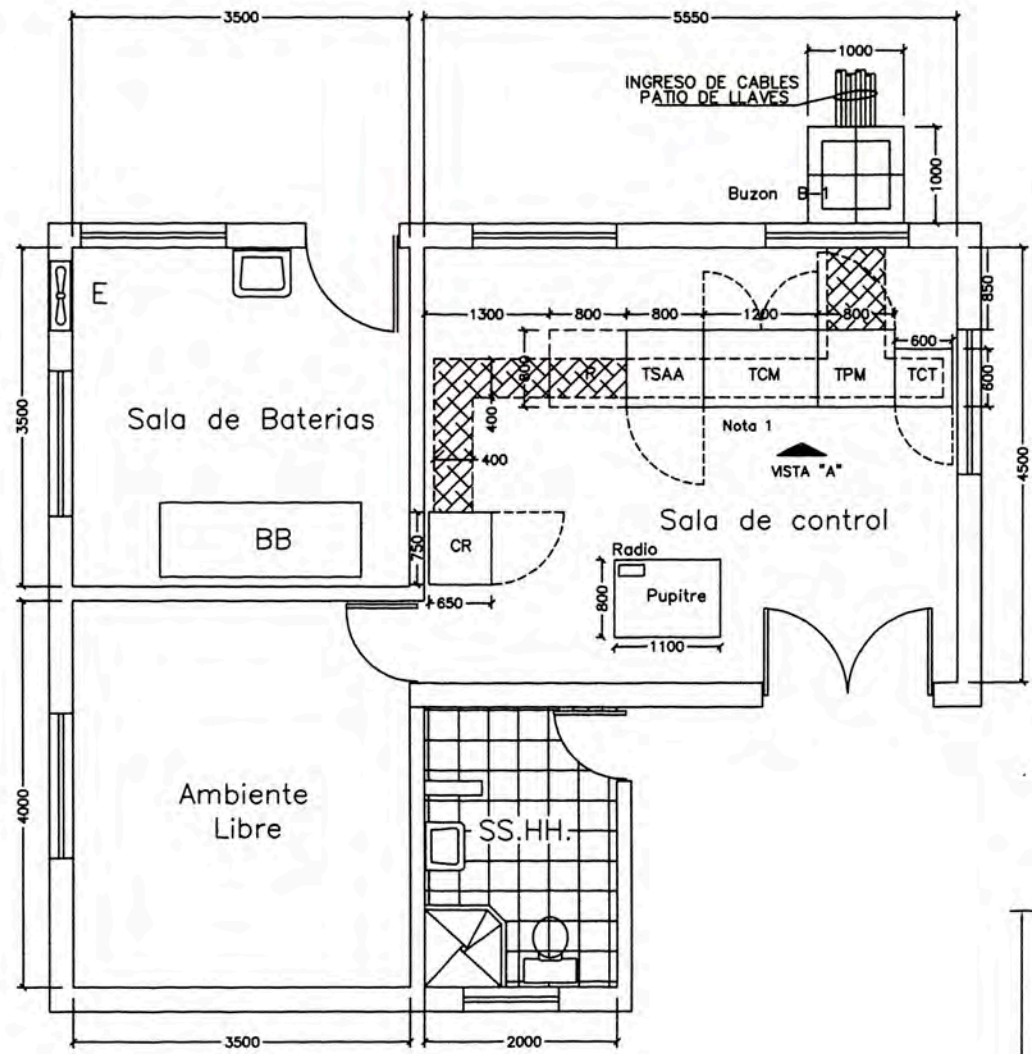 3500
5550
1000
INGRESO DE CABLES
PATIO DE LLAVES
1000
Buzon B-1
E
850
1300
800
800
1200
800
600
800
R
TSAA
TCM
TPM
TCT
600
3500
Sala de Baterias
400
Nota 1
400
VISTA "A"
4500
Sala de control
BB
750
CR
Radio
800
Pupitre
650
1100
4000
Ambiente
Libre
SS.HH.
3500
2000